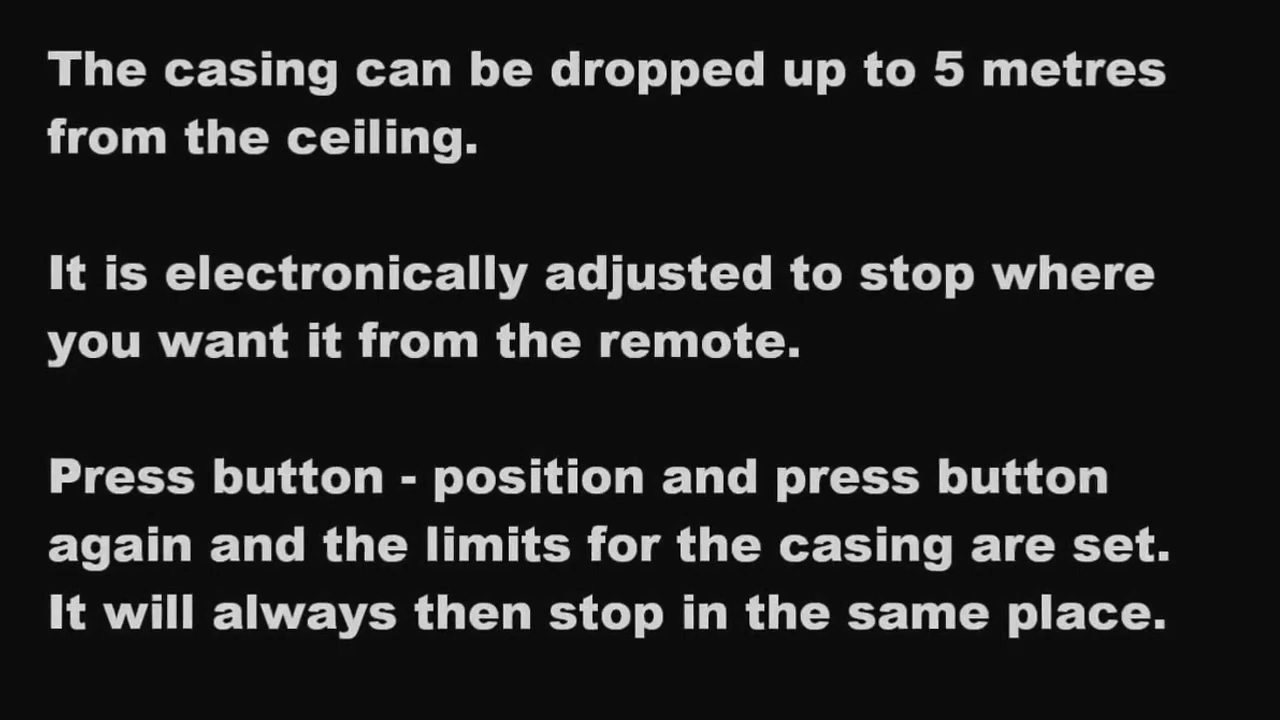 The casing can be dropped up to 5 metres
from the ceiling.
It is electronically adjusted to stop where
you want it from the remote.
Press button - position and press button
again and the limits for the casing are set.
It will always then stop in the same place.